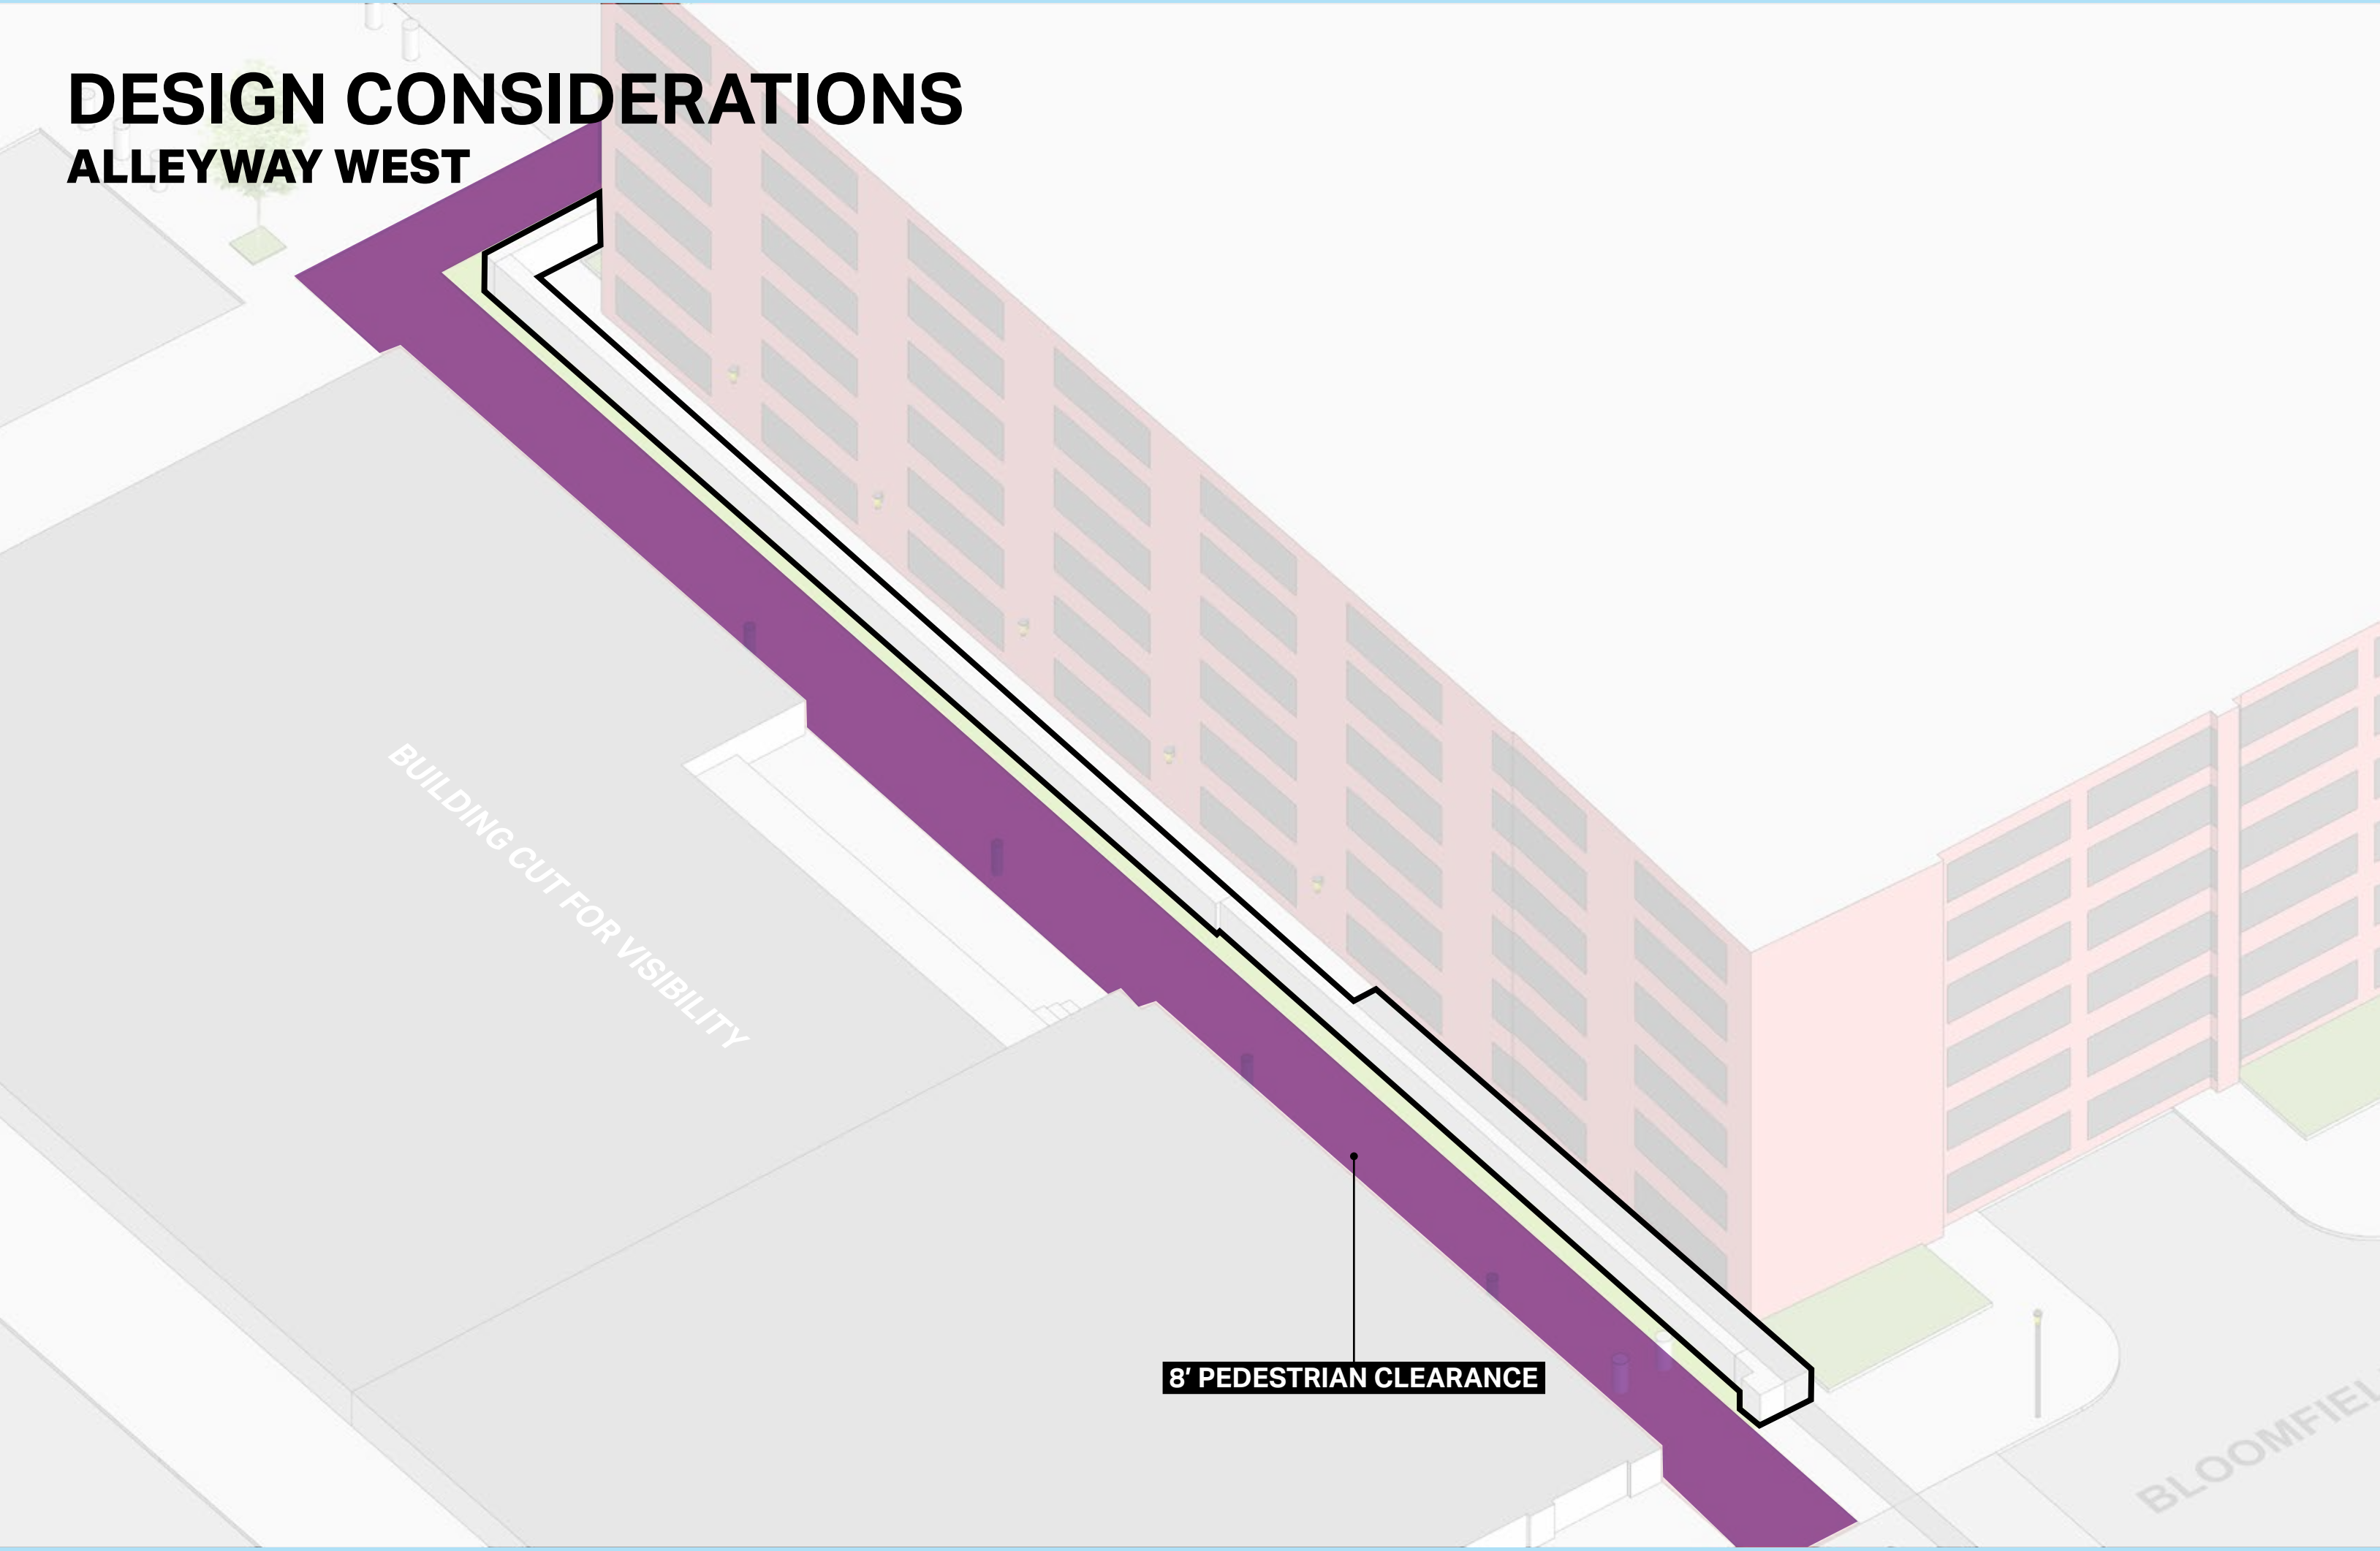 DESIGN CONSIDERATIONS
ALLEYWAY WEST
BUILDING CUT FOR VISIBILITY
8' PEDESTRIAN CLEARANCE